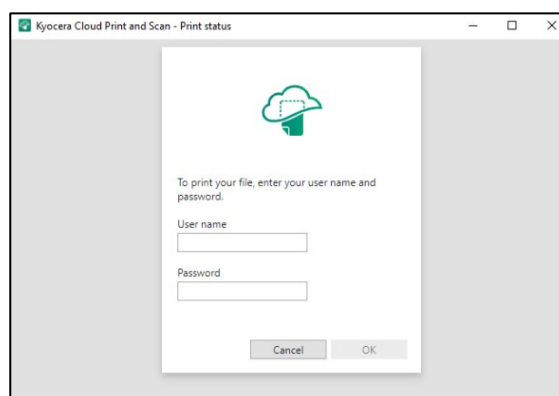 Kyocera Cloud Print and Scan - Print status
To print your file, enter your user name and
password.
User name
Password
Cancel
OK